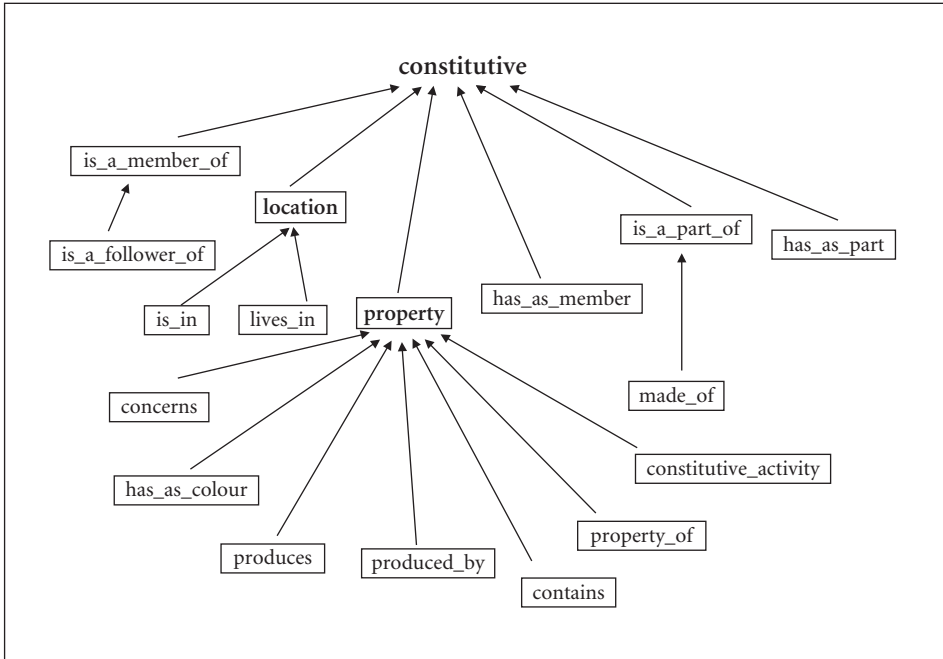 constitutive
is_a_member_of
location
is_a_follower_of
is_a_part_of
has_as_part
is_in
lives_in
property
has_as_member
concerns
made_of
has_as_colour
constitutive_activity
produces
produced_by
property_of
contains